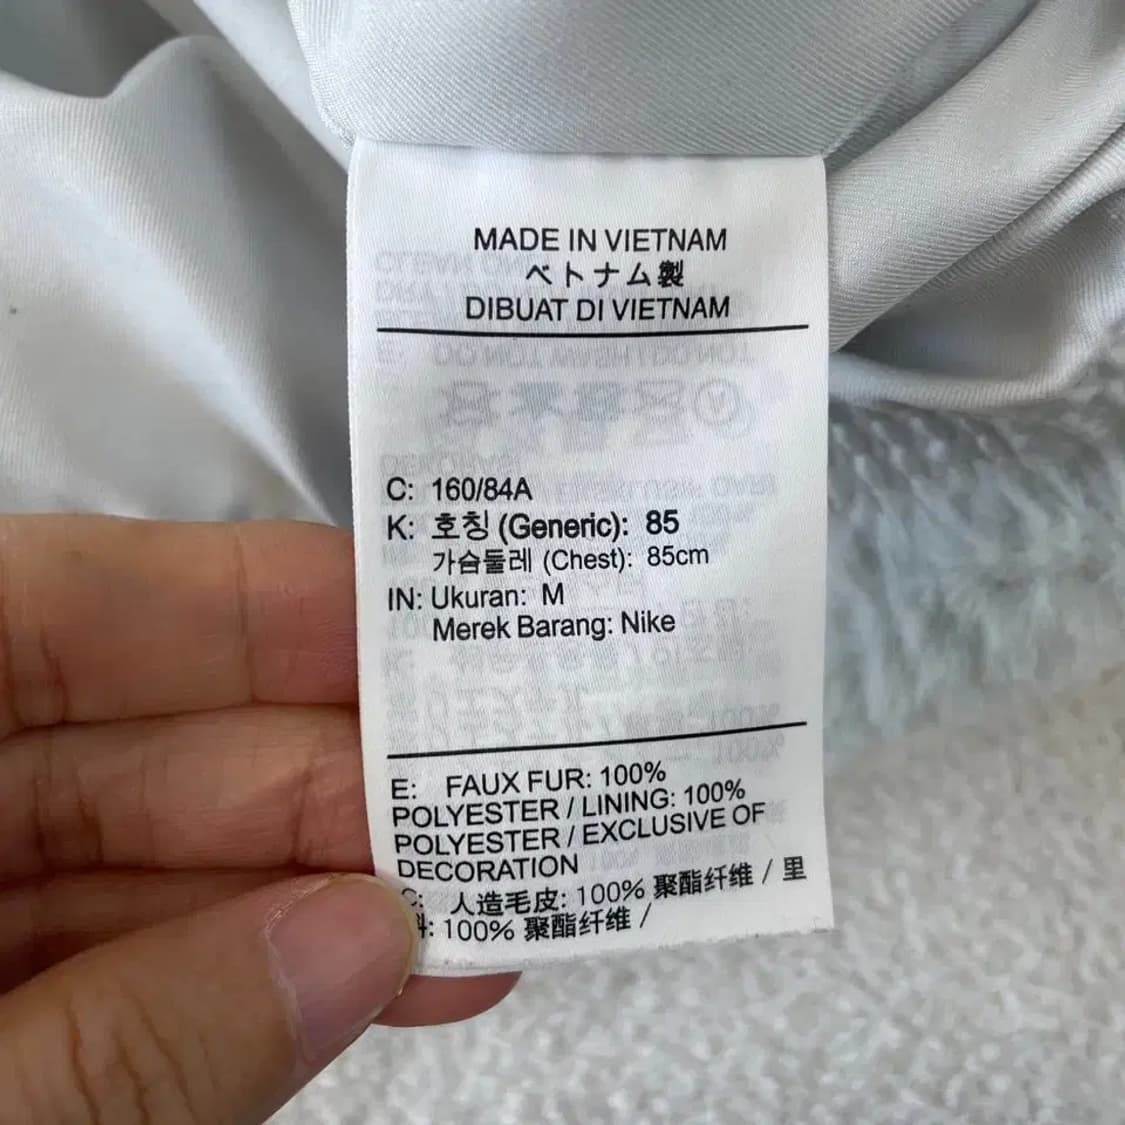 MADE IN VIETNAM
ベトナム製
DIBUAT DI VIETNAM
C: 160/84A
K: 호칭 (Generic): 85
가슴둘레 (Chest): 85cm
IN: Ukuran: M
Merek Barang: Nike
E: FAUX FUR: 100%
POLYESTER / LINING: 100%
POLYESTER / EXCLUSIVE OF
DECORATION
C: 人造毛皮: 100% 聚酯纤维 / 里
料: 100% 聚酯纤维 /